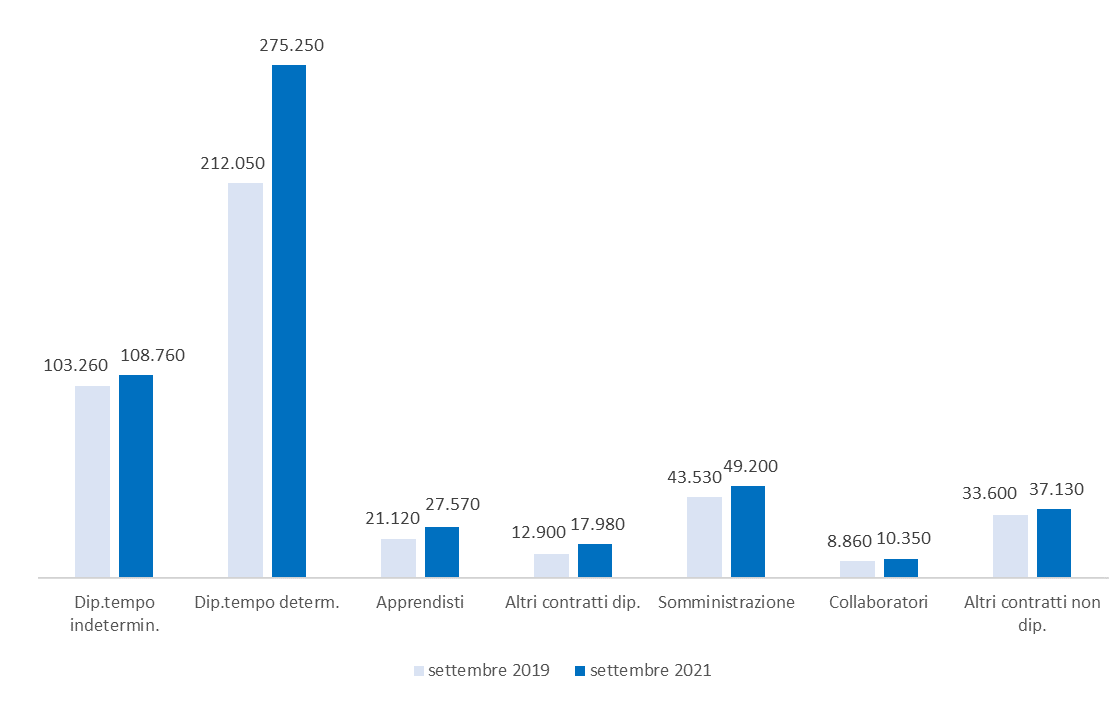 275.250
212.050
103.260 108.760
21.120 27.570
12.900 17.980
43.530 49.200
8.860 10.350
33.600 37.130
Dip.tempo
indetermin.
Dip.tempo determ.
Apprendisti
Altri contratti dip.
Somministrazione
Collaboratori
Altri contratti non
dip.
settembre 2019 settembre 2021